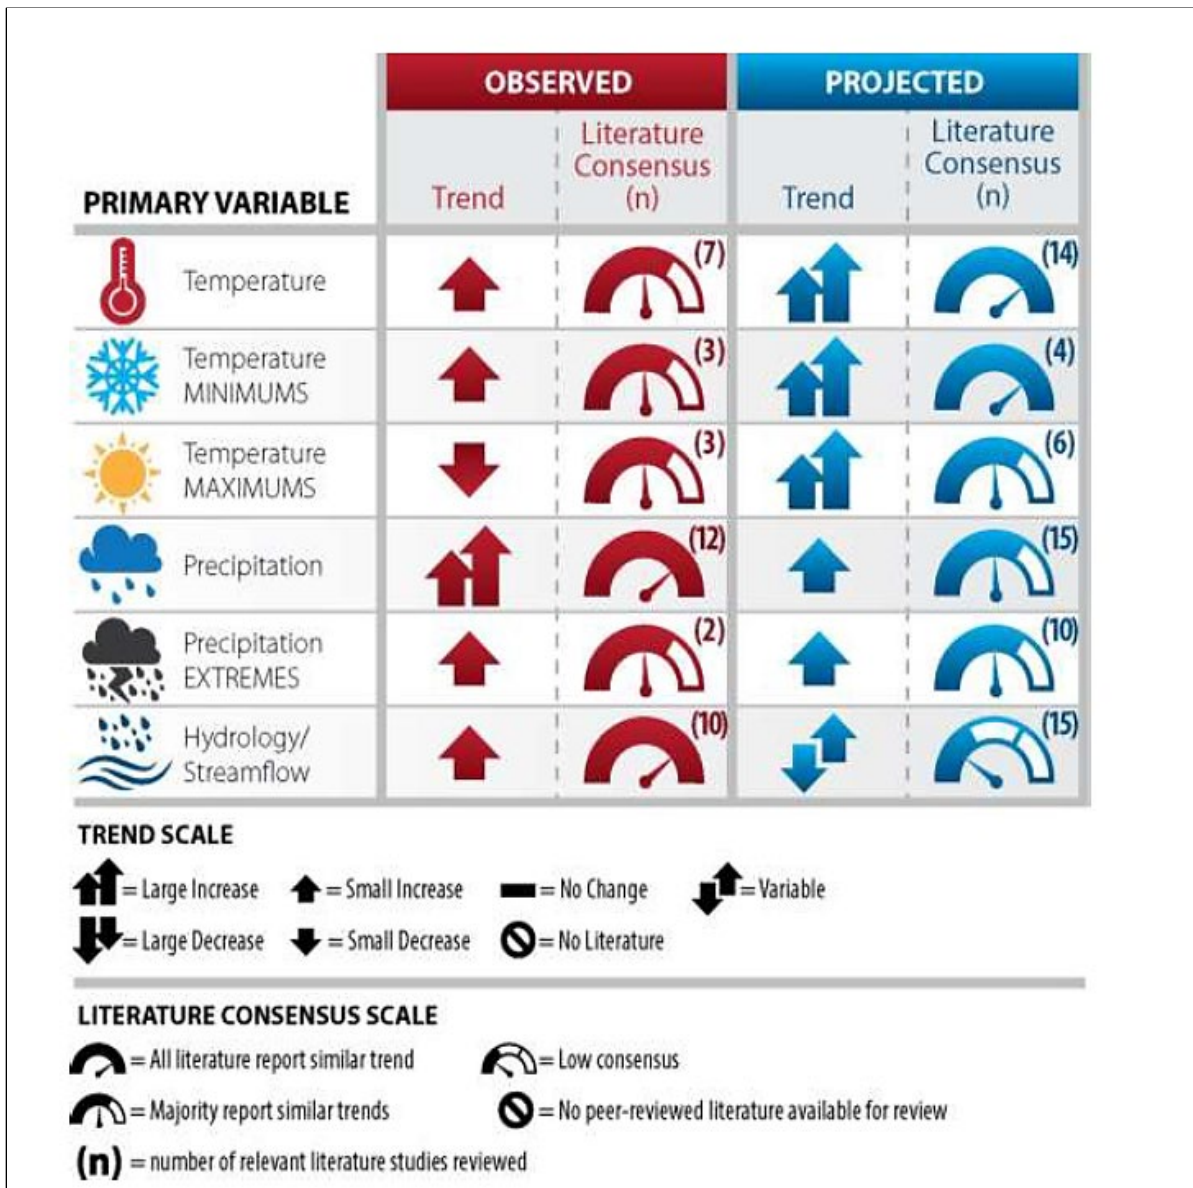 OBSERVED PROJECTED
PRIMARY VARIABLE Trend Literature Consensus (n) Trend Literature Consensus (n)
Temperature (7) (14)
Temperature MINIMUMS (3) (4)
Temperature MAXIMUMS (3) (6)
Precipitation (12) (15)
Precipitation EXTREMES (2) (10)
Hydrology/ Streamflow (10) (15)
TREND SCALE
= Large Increase = Small Increase = No Change = Variable
= Large Decrease = Small Decrease = No Literature
LITERATURE CONSENSUS SCALE
= All literature report similar trend = Low consensus
= Majority report similar trends = No peer-reviewed literature available for review
(n) = number of relevant literature studies reviewed